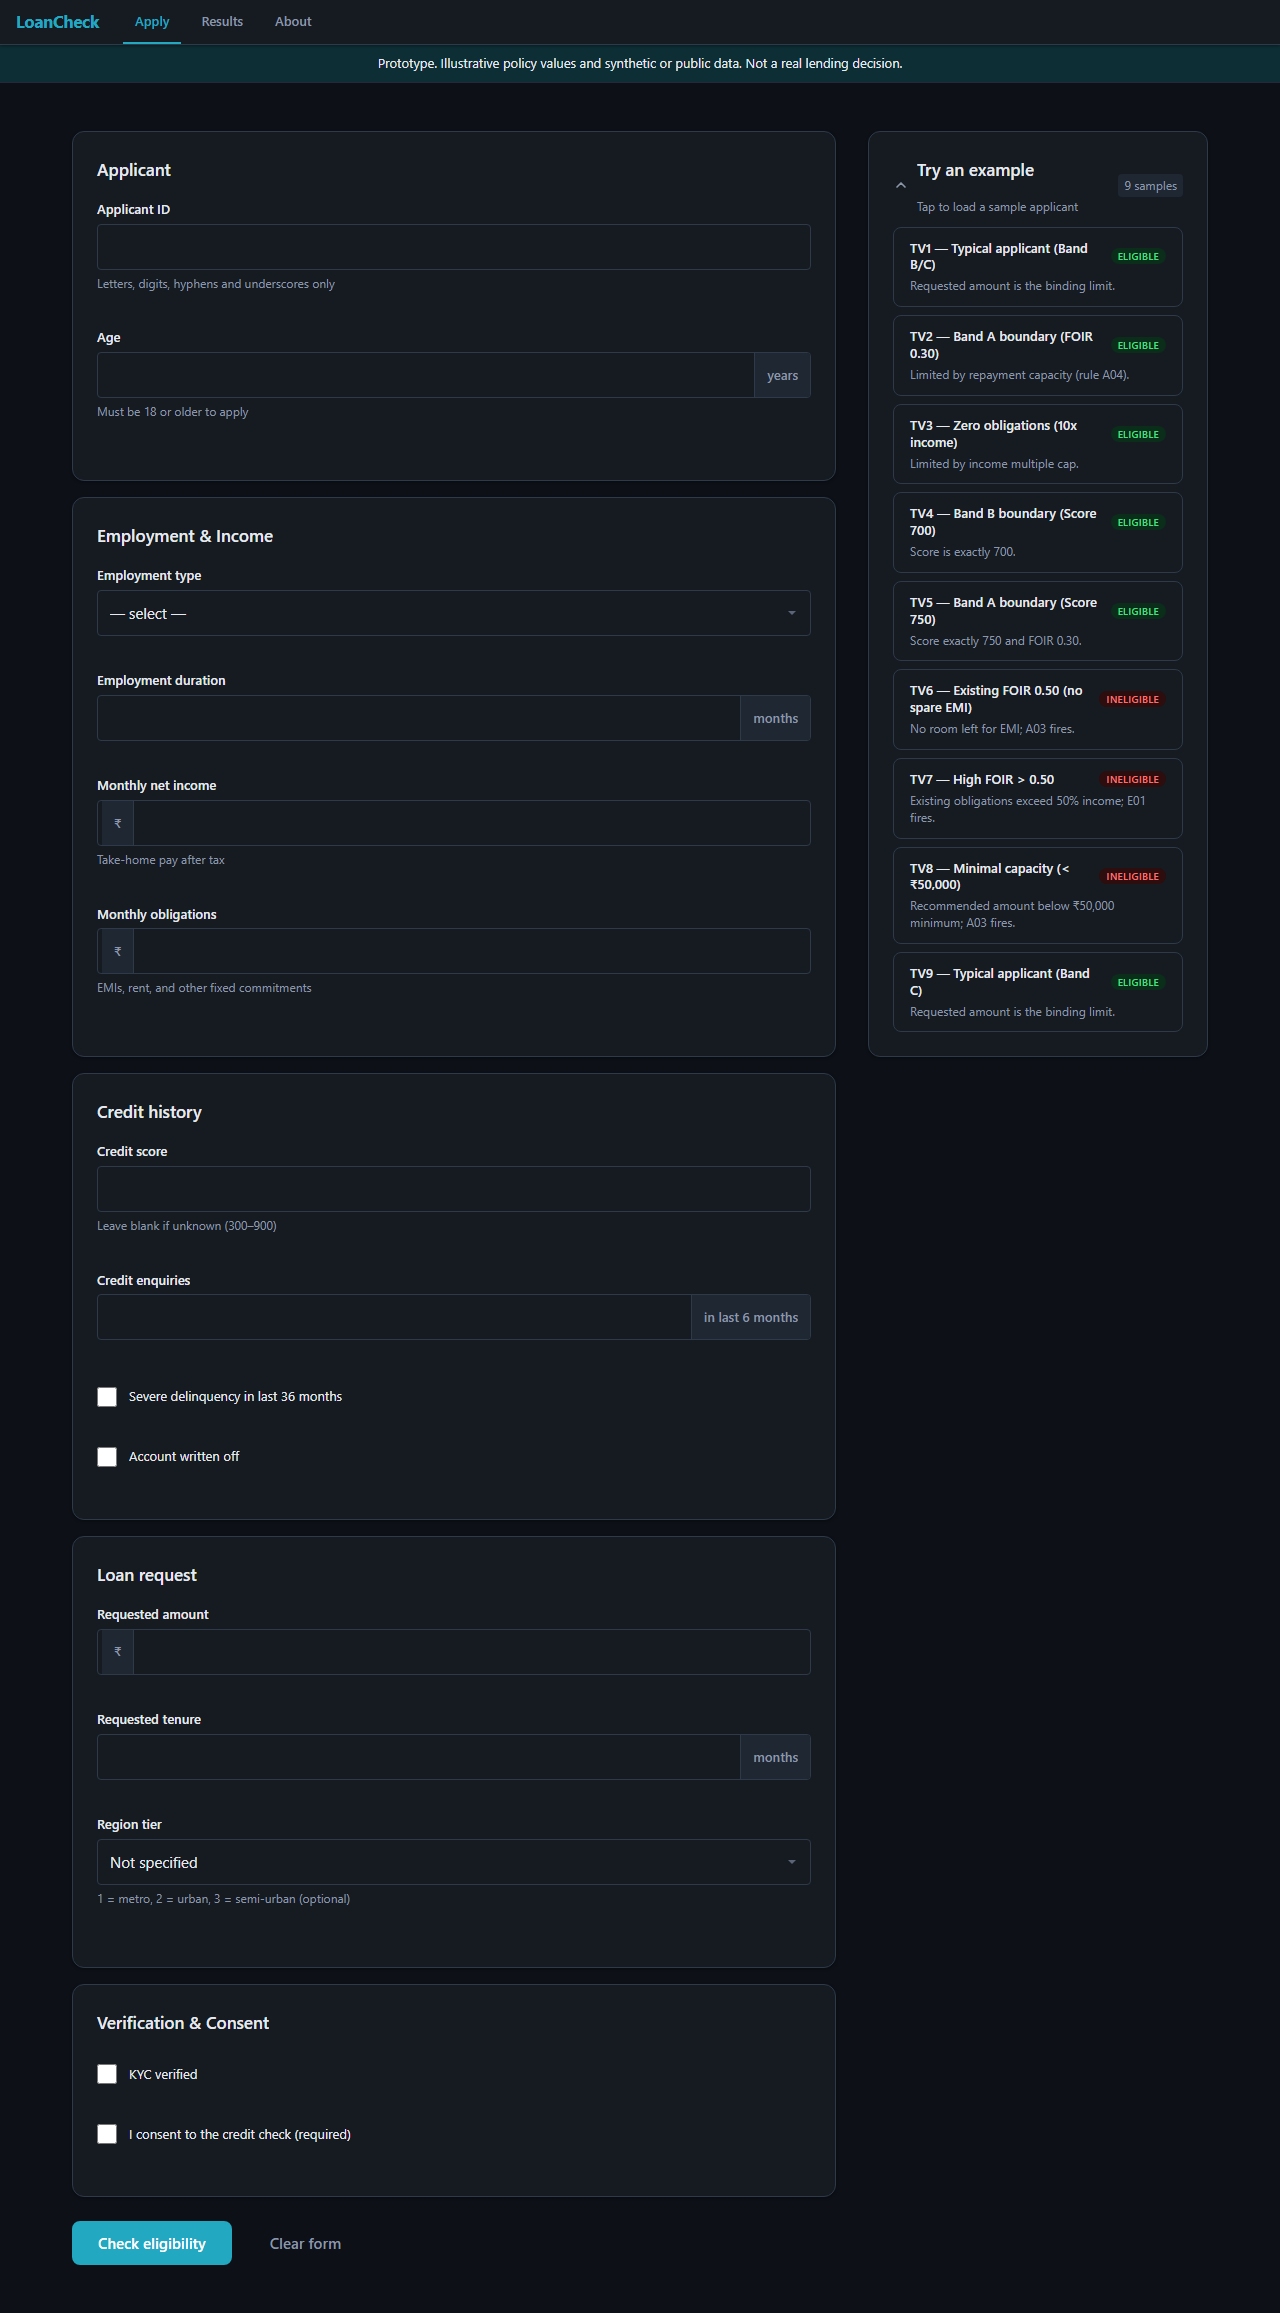 LoanCheck
Apply
Results
About
Prototype. Illustrative policy values and synthetic or public data. Not a real lending decision.
Applicant
Applicant ID
Letters, digits, hyphens and underscores only
Age
years
Must be 18 or older to apply
Employment & Income
Employment type
— select —
Employment duration
months
Monthly net income
₹
Take-home pay after tax
Monthly obligations
₹
EMIs, rent, and other fixed commitments
Credit history
Credit score
Leave blank if unknown (300–900)
Credit enquiries
in last 6 months
Severe delinquency in last 36 months
Account written off
Loan request
Requested amount
₹
Requested tenure
months
Region tier
Not specified
1 = metro, 2 = urban, 3 = semi-urban (optional)
Verification & Consent
KYC verified
I consent to the credit check (required)
Check eligibility
Clear form
Try an example
9 samples
Tap to load a sample applicant
TV1 — Typical applicant (Band
B/C)
ELIGIBLE
Requested amount is the binding limit.
TV2 — Band A boundary (FOIR
0.30)
ELIGIBLE
Limited by repayment capacity (rule A04).
TV3 — Zero obligations (10x
income)
ELIGIBLE
Limited by income multiple cap.
TV4 — Band B boundary (Score
700)
ELIGIBLE
Score is exactly 700.
TV5 — Band A boundary (Score
750)
ELIGIBLE
Score exactly 750 and FOIR 0.30.
TV6 — Existing FOIR 0.50 (no
spare EMI)
INELIGIBLE
No room left for EMI; A03 fires.
TV7 — High FOIR > 0.50
INELIGIBLE
Existing obligations exceed 50% income; E01
fires.
TV8 — Minimal capacity (<
₹50,000)
INELIGIBLE
Recommended amount below ₹50,000
minimum; A03 fires.
TV9 — Typical applicant (Band
C)
ELIGIBLE
Requested amount is the binding limit.